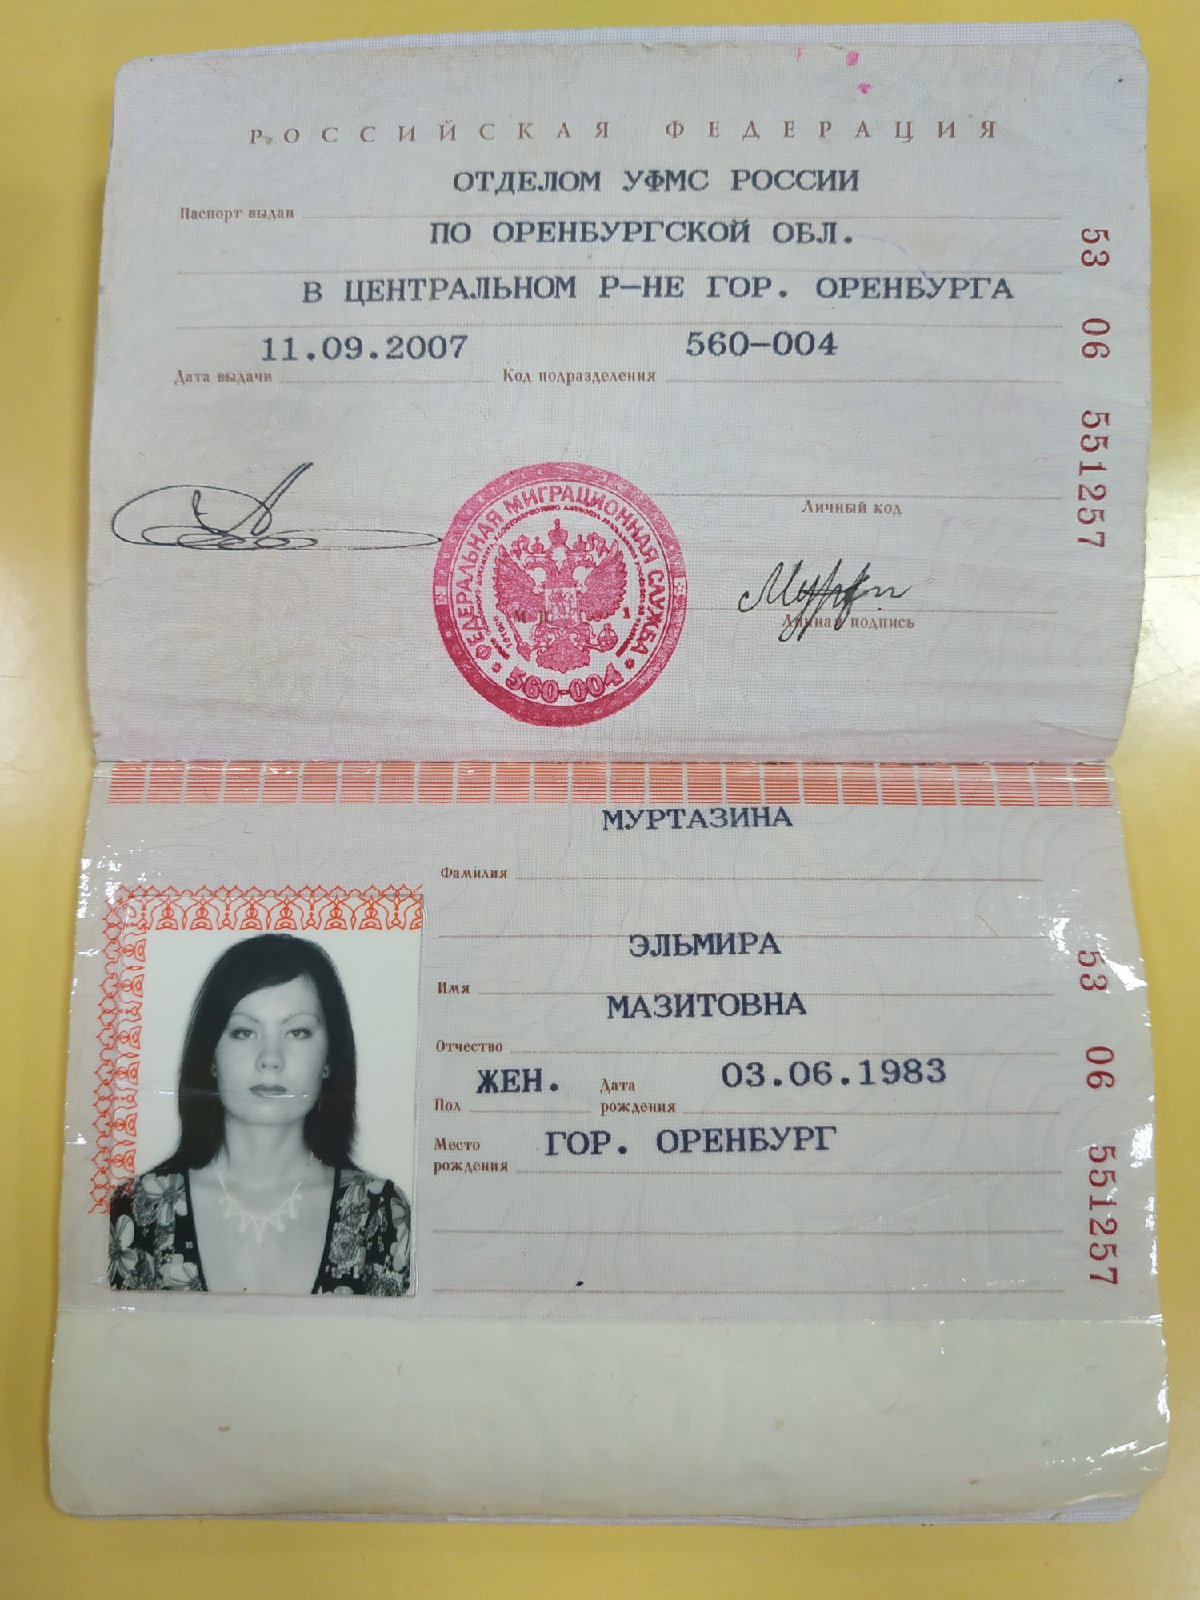 РОССИЙСКАЯ ФЕДЕРАЦИЯ
ОТДЕЛОМ УФМС РОССИИ
Паспорт выдан
ПО ОРЕНБУРГСКОЙ ОБЛ.
В ЦЕНТРАЛЬНОМ Р-НЕ ГОР. ОРЕНБУРГА
11.09.2007 560-004
Дата выдачи Код подразделения
53 06 551257
Личный код
ФЕДЕРАЛЬНАЯ МИГРАЦИОННАЯ СЛУЖБА
560-004
Личная подпись
МУРТАЗИНА
Фамилия
ЭЛЬМИРА
Имя
МАЗИТОВНА
Отчество
ЖЕН. Дата 03.06.1983
Пол рождения
Место ГОР. ОРЕНБУРГ
рождения
53 06 551257